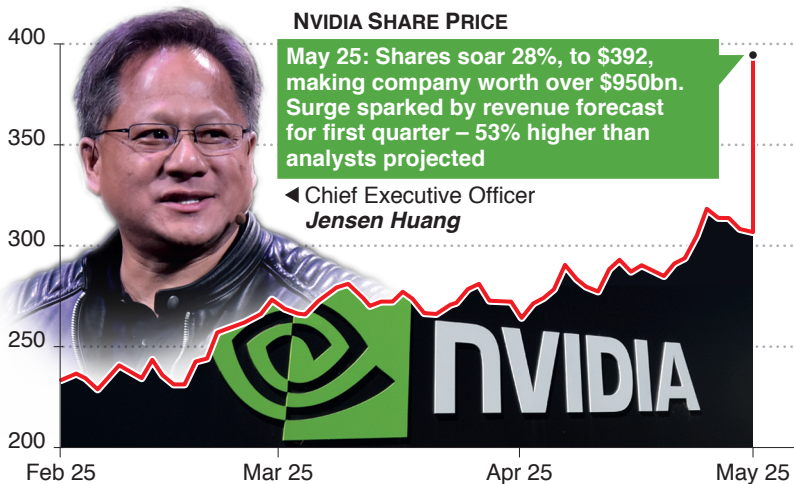 NVIDIA SHARE PRICE
May 25: Shares soar 28%, to $392,
making company worth over $950bn.
Surge sparked by revenue forecast
for first quarter – 53% higher than
analysts projected
◀ Chief Executive Officer
Jensen Huang
400
350
300
250
200
NVIDIA
Feb 25
Mar 25
Apr 25
May 25